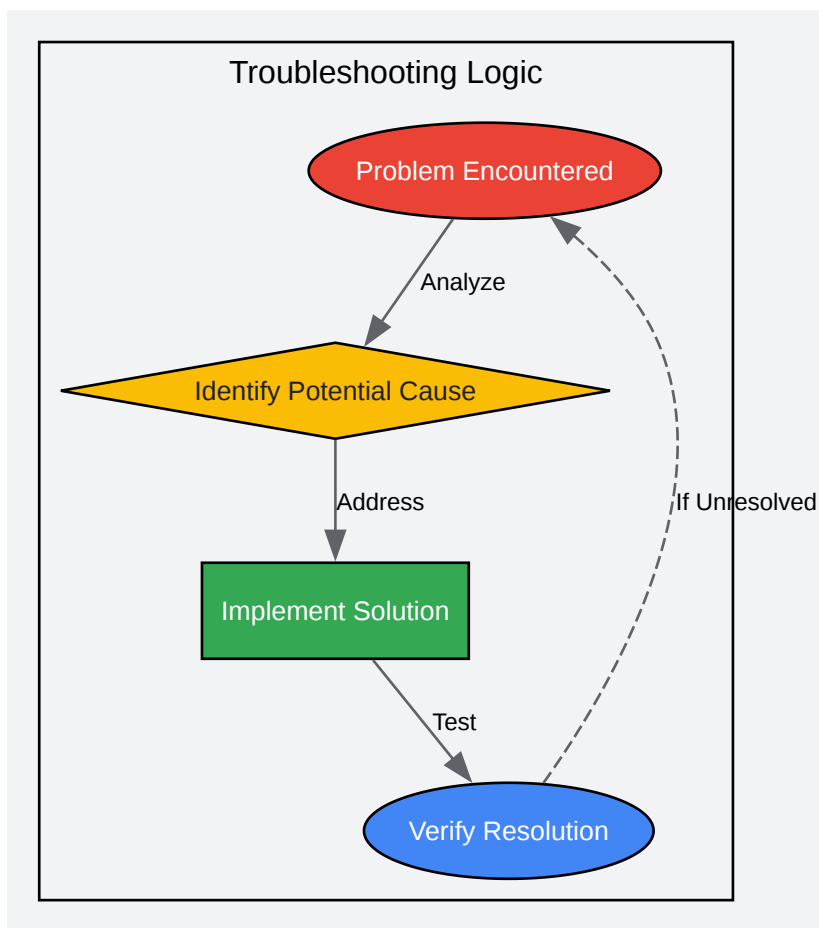 Troubleshooting Logic
Problem Encountered
Analyze
Identify Potential Cause
Address
If Unresolved
Implement Solution
Test
Verify Resolution